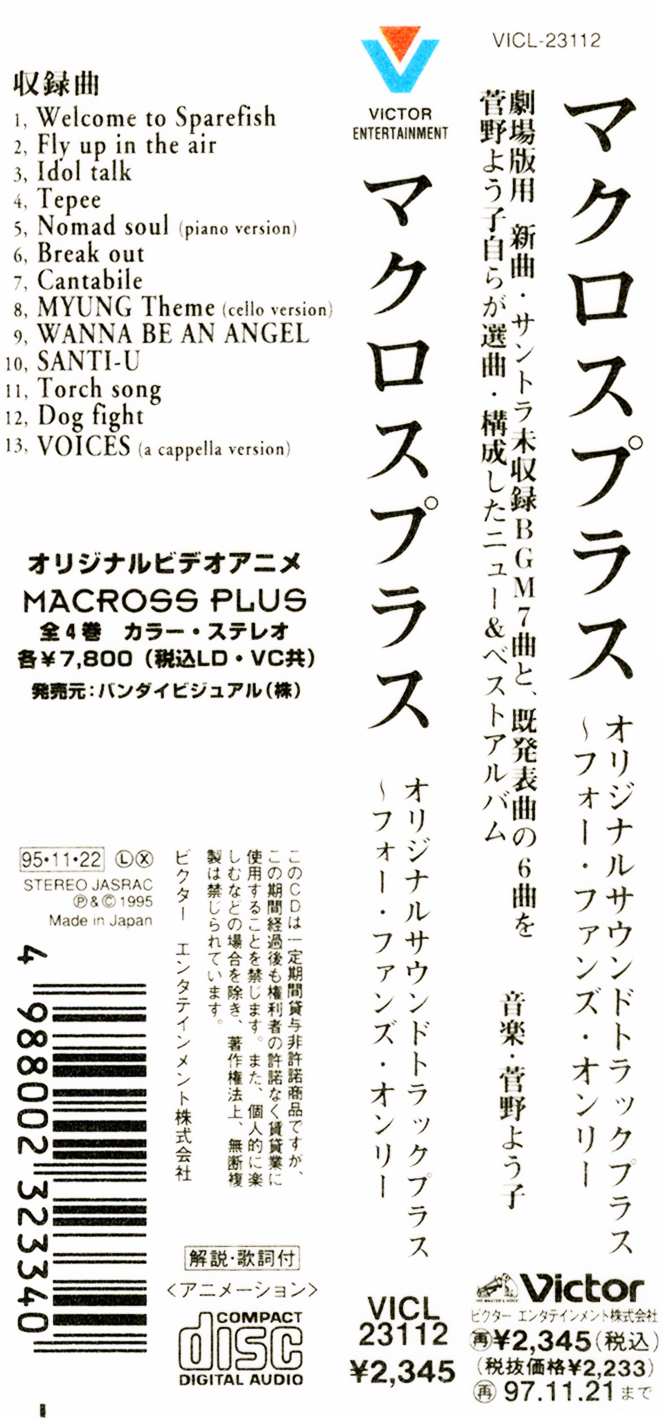 収録曲
1, Welcome to Sparefish
2, Fly up in the air
3, Idol talk
4, Tepee
5, Nomad soul (piano version)
6, Break out
7, Cantabile
8, MYUNG Theme (cello version)
9, WANNA BE AN ANGEL
10, SANTI-U
11, Torch song
12, Dog fight
13, VOICES (a cappella version)
オリジナルビデオアニメ
MACROSS PLUS
全4巻 カラー・ステレオ
各¥7,800(税込LD・VC共)
発売元:バンダイビジュアル(株)
95・11・22 Ⓛ Ⓧ
STEREO JASRAC
Ⓟ&© 1995
Made in Japan
4 988002 323340
このCDは一定期間貸与非許諾商品ですが、
この期間経過後も権利者の許諾なく賃貸業に
使用することを禁じます。また、個人的に楽
しむなどの場合を除き、著作権法上、無断複
製は禁じられています。
ビクター エンタテインメント株式会社
解説・歌詞付
<アニメーション>
COMPACT
disc
DIGITAL AUDIO
VICTOR
ENTERTAINMENT
マクロスプラス
オリジナルサウンドトラックプラス
~フォー・ファンズ・オンリー
VICL
23112
¥2,345
VICL-23112
マクロスプラス
オリジナルサウンドトラックプラス
~フォー・ファンズ・オンリー
劇場版用 新曲・サントラ未収録BGM7曲と、既発表曲の6曲を
菅野よう子自らが選曲・構成したニュー&ベストアルバム
音楽・菅野よう子
Victor
ビクター エンタテインメント株式会社
再¥2,345(税込)
(税抜価格¥2,233)
再 97.11.21まで